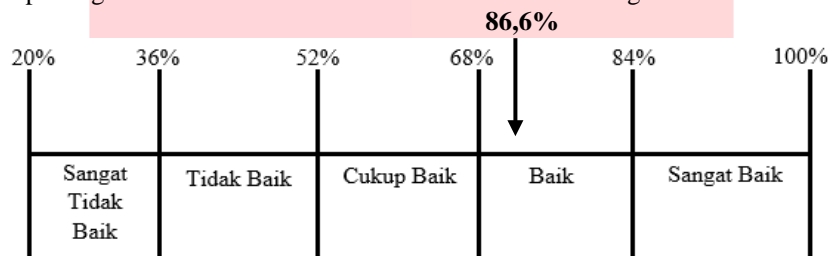 86,6%
20% 36% 52% 68% 84% 100%
Sangat Tidak Baik Cukup Baik Baik Sangat Baik
Tidak
Baik